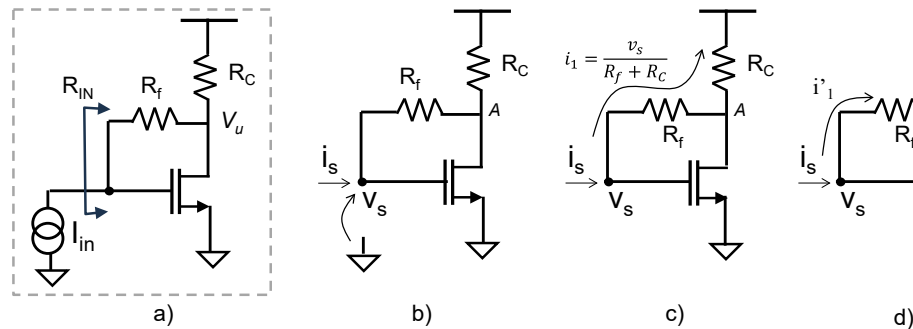 R_IN
R_f
R_C
V_u
I_in
a)
R_f
R_C
A
i_s
v_s
b)
i_1 = v_s / (R_f + R_C)
R_C
A
R_f
i_s
v_s
c)
i'_1
R_f
i_s
d)